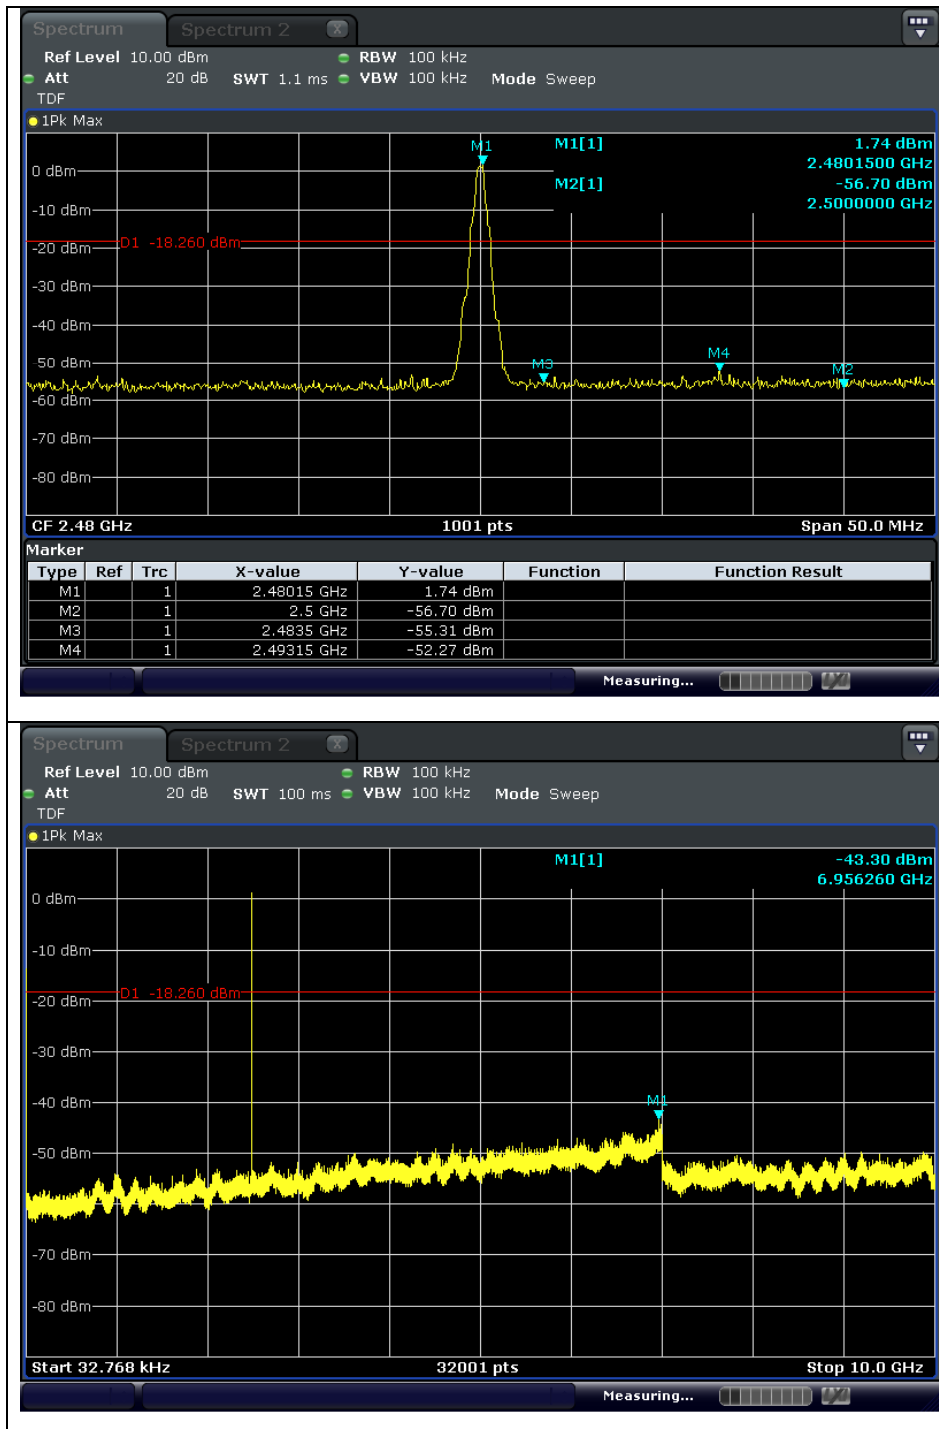 Spectrum Spectrum 2 X
Ref Level 10.00 dBm RBW 100 kHz
Att 20 dB SWT 1.1 ms VBW 100 kHz Mode Sweep
TDF
1Pk Max
M1 M1[1] 1.74 dBm
2.4801500 GHz
0 dBm
M2[1] -56.70 dBm
2.5000000 GHz
-10 dBm
D1 -18.260 dBm
-20 dBm
-30 dBm
-40 dBm
M4
-50 dBm
M3 M2
-60 dBm
-70 dBm
-80 dBm
CF 2.48 GHz 1001 pts Span 50.0 MHz
Marker
Type Ref Trc X-value Y-value Function Function Result
M1 1 2.48015 GHz 1.74 dBm
M2 1 2.5 GHz -56.70 dBm
M3 1 2.4835 GHz -55.31 dBm
M4 1 2.49315 GHz -52.27 dBm
Measuring...
Spectrum Spectrum 2 X
Ref Level 10.00 dBm RBW 100 kHz
Att 20 dB SWT 100 ms VBW 100 kHz Mode Sweep
TDF
1Pk Max
M1[1] -43.30 dBm
6.956260 GHz
0 dBm
-10 dBm
D1 -18.260 dBm
-20 dBm
-30 dBm
-40 dBm
M1
-50 dBm
-70 dBm
-80 dBm
Start 32.768 kHz 32001 pts Stop 10.0 GHz
Measuring...